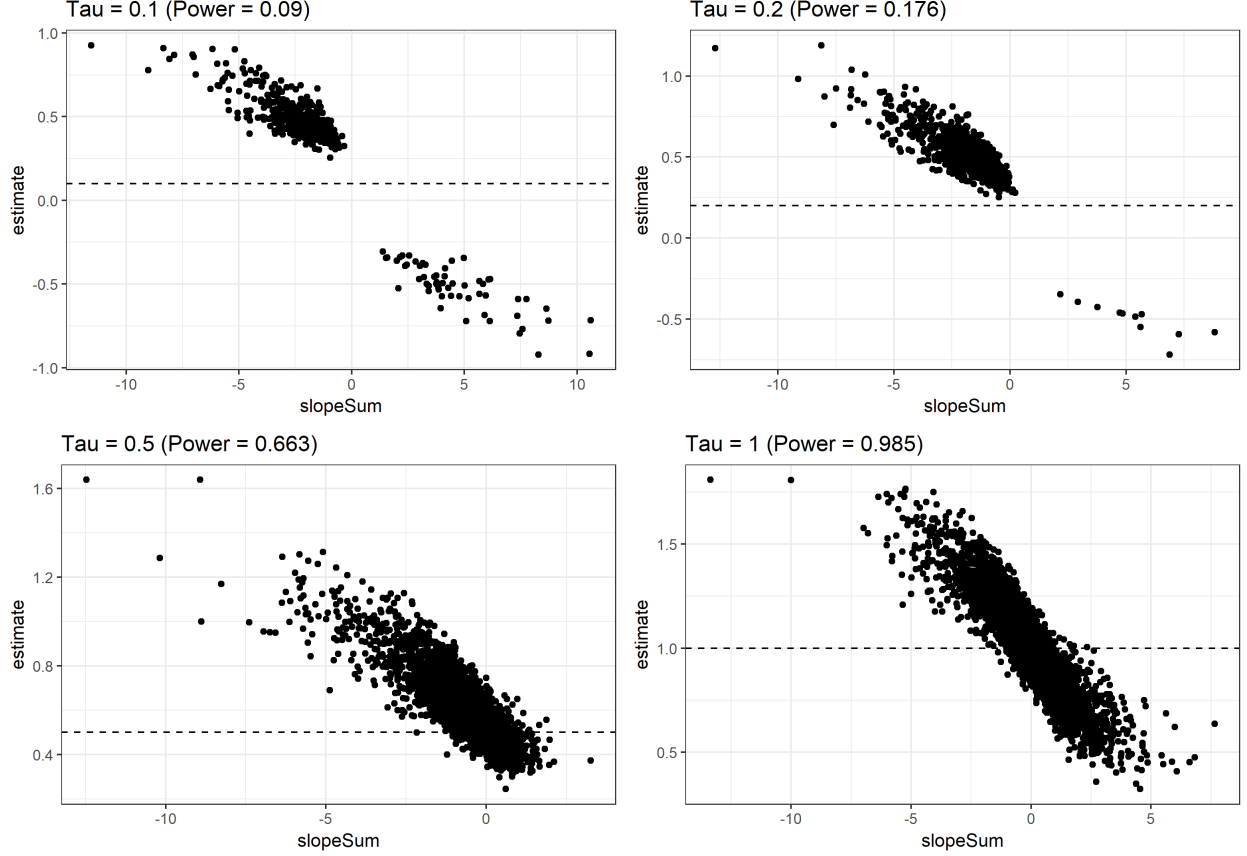 Tau = 0.1 (Power = 0.09)
1.0
0.5
0.0
-0.5
-1.0
estimate
-10
-5
0
5
10
slopeSum
Tau = 0.2 (Power = 0.176)
1.0
0.5
0.0
-0.5
estimate
-10
-5
0
5
slopeSum
Tau = 0.5 (Power = 0.663)
1.6
1.2
0.8
0.4
estimate
-10
-5
0
slopeSum
Tau = 1 (Power = 0.985)
1.5
1.0
0.5
estimate
-10
-5
0
5
slopeSum